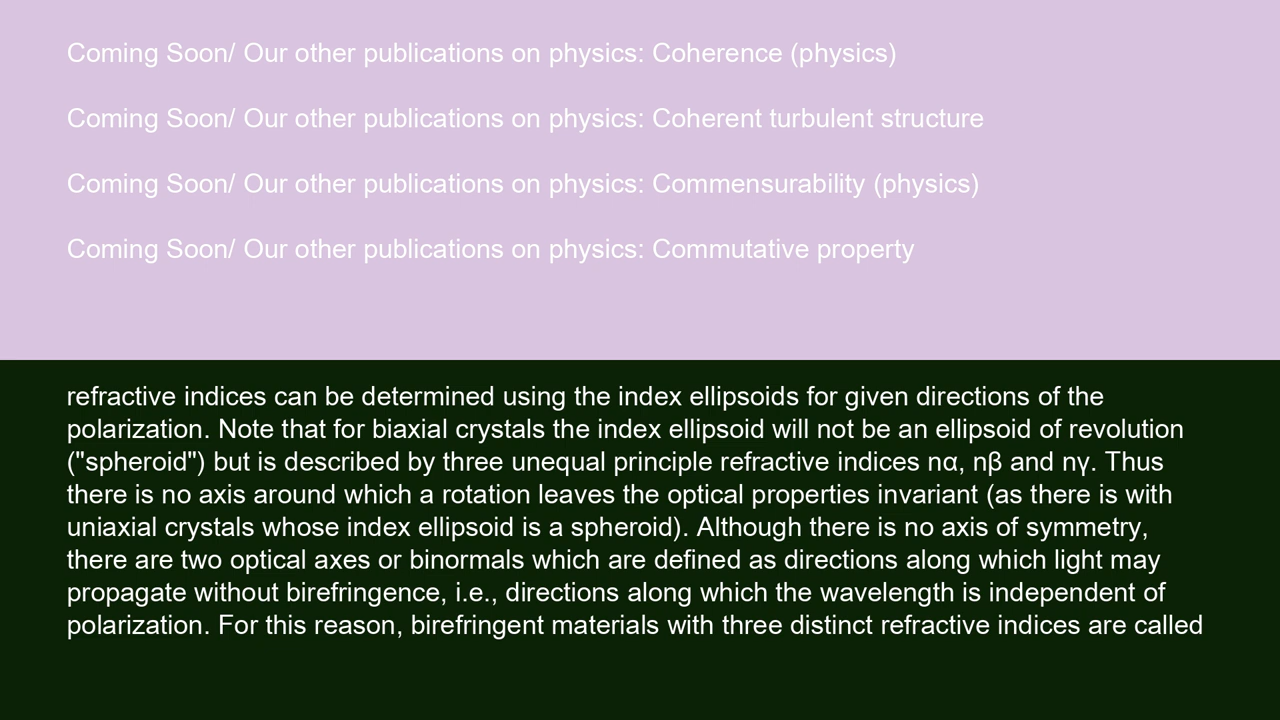 Coming Soon/ Our other publications on physics: Coherence (physics)
Coming Soon/ Our other publications on physics: Coherent turbulent structure
Coming Soon/ Our other publications on physics: Commensurability (physics)
Coming Soon/ Our other publications on physics: Commutative property
refractive indices can be determined using the index ellipsoids for given directions of the
polarization. Note that for biaxial crystals the index ellipsoid will not be an ellipsoid of revolution
("spheroid") but is described by three unequal principle refractive indices nα, nβ and nγ. Thus
there is no axis around which a rotation leaves the optical properties invariant (as there is with
uniaxial crystals whose index ellipsoid is a spheroid). Although there is no axis of symmetry,
there are two optical axes or binormals which are defined as directions along which light may
propagate without birefringence, i.e., directions along which the wavelength is independent of
polarization. For this reason, birefringent materials with three distinct refractive indices are called